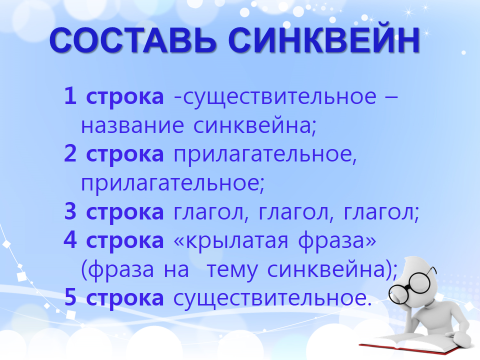 СОСТАВЬ СИНКВЕЙН
1 строка -существительное –
название синквейна;
2 строка прилагательное,
прилагательное;
3 строка глагол, глагол, глагол;
4 строка «крылатая фраза»
(фраза на тему синквейна);
5 строка существительное.